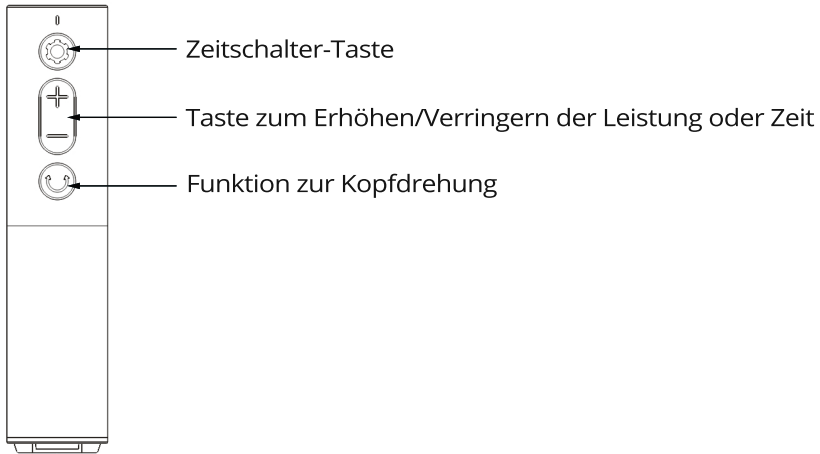 Zeitschalter-Taste
Taste zum Erhöhen/Verringern der Leistung oder Zeit
Funktion zur Kopfdrehung